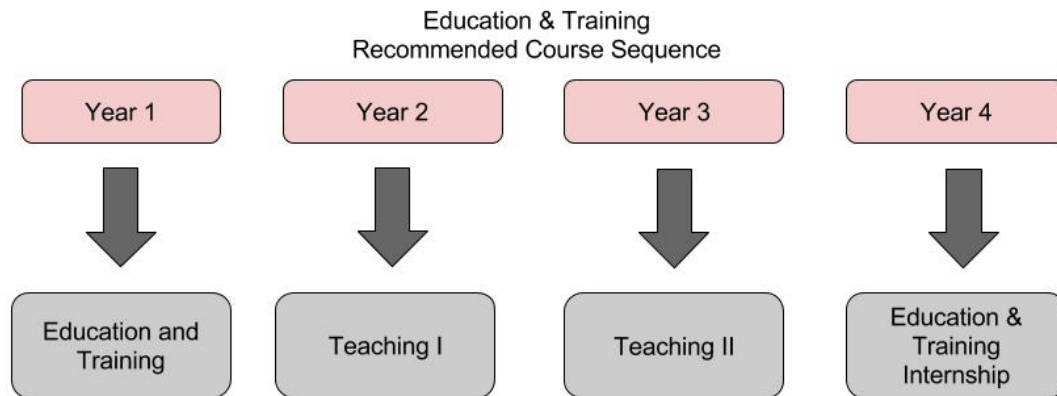 Education & Training
Recommended Course Sequence
Year 1
Year 2
Year 3
Year 4
Education and
Training
Teaching I
Teaching II
Education &
Training
Internship